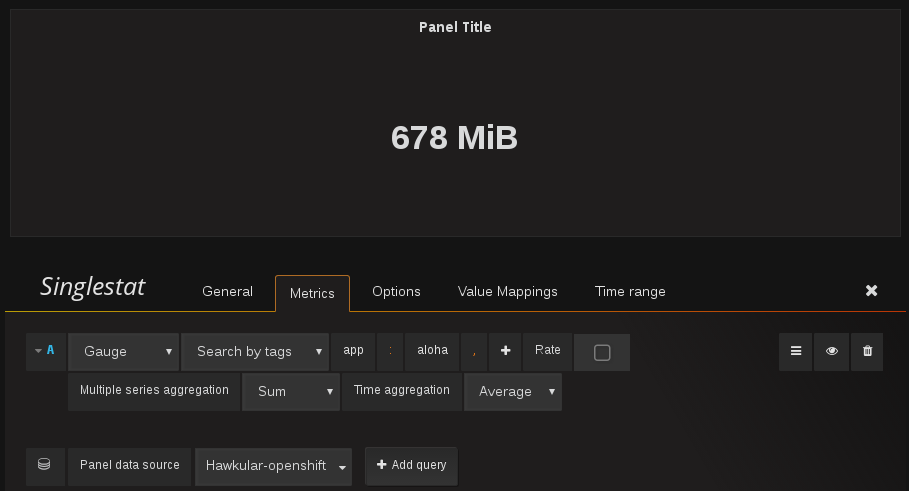 Panel Title
678 MiB
Singlestat General Metrics Options Value Mappings Time range
A Gauge Search by tags app : aloha , Rate
Multiple series aggregation Sum Time aggregation Average
Panel data source Hawkular-openshift Add query